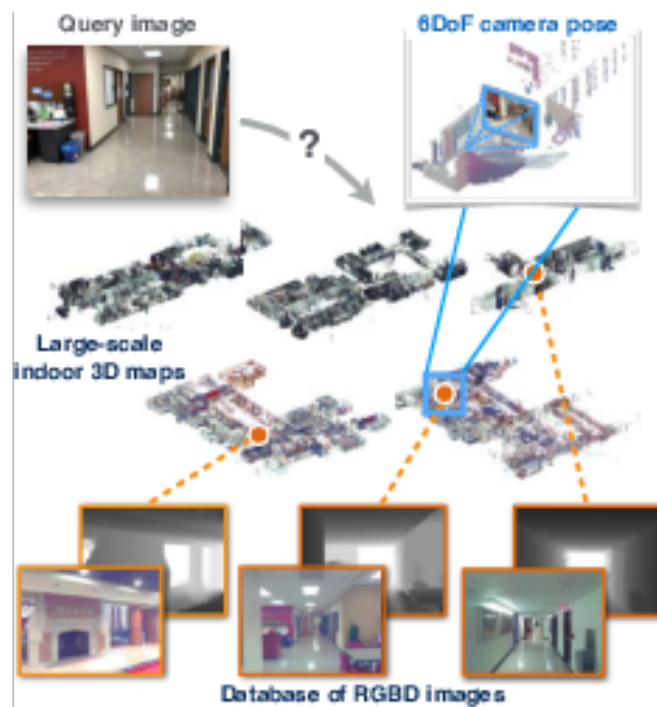 Query image
6DoF camera pose
?
Large-scale
indoor 3D maps
Database of RGBD images